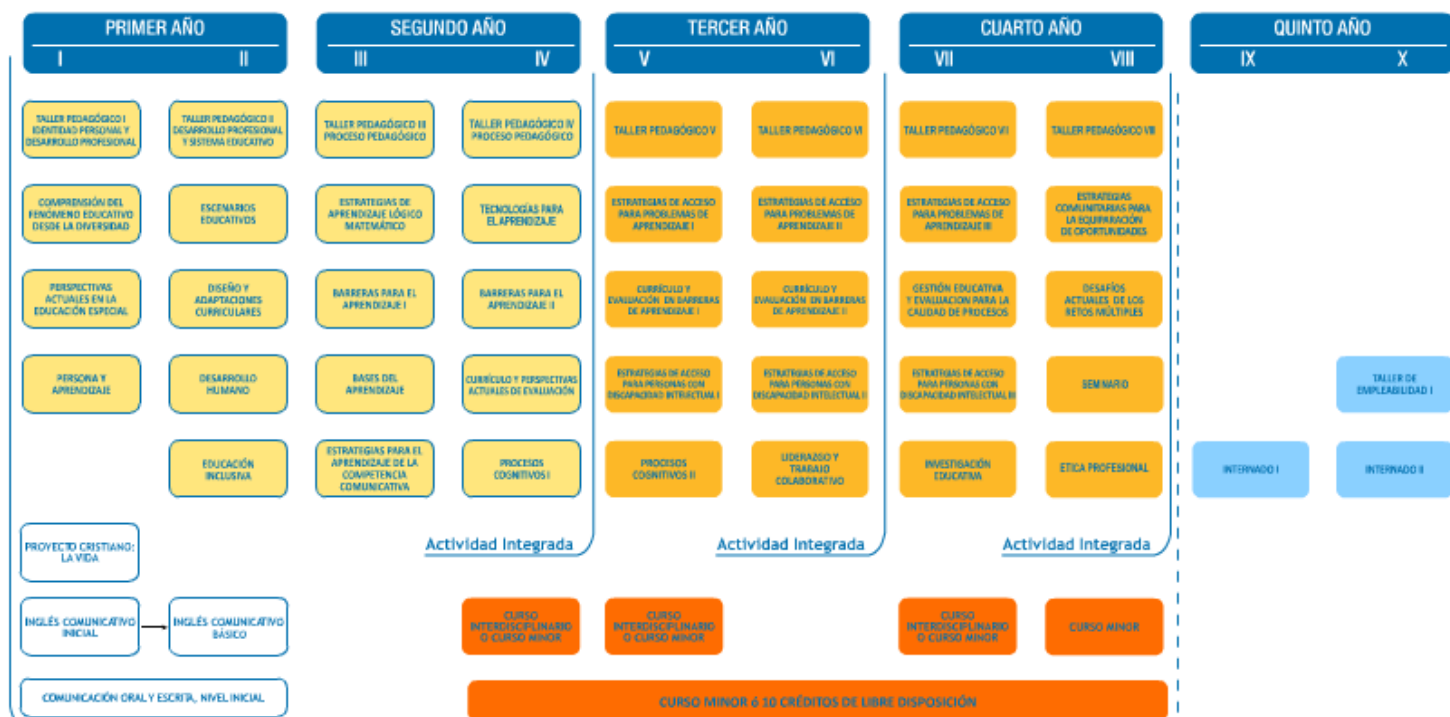 PRIMER AÑO
I II
SEGUNDO AÑO
III IV
TERCER AÑO
V VI
CUARTO AÑO
VII VIII
QUINTO AÑO
IX X
TALLER PEDAGÓGICO I
IDENTIDAD PERSONAL Y
DESARROLLO PROFESIONAL
TALLER PEDAGÓGICO II
DESARROLLO PROFESIONAL
Y SISTEMA EDUCATIVO
TALLER PEDAGÓGICO III
PROCESO PEDAGÓGICO
TALLER PEDAGÓGICO IV
PROCESO PEDAGÓGICO
TALLER PEDAGÓGICO V
TALLER PEDAGÓGICO VI
TALLER PEDAGÓGICO VII
TALLER PEDAGÓGICO VIII
COMPRENSIÓN DEL
FENÓMENO EDUCATIVO
DESDE LA DIVERSIDAD
ESCENARIOS
EDUCATIVOS
ESTRATEGIAS DE
APRENDIZAJE LÓGICO
MATEMÁTICO
TECNOLOGÍAS PARA
EL APRENDIZAJE
ESTRATEGIAS DE ACCESO
PARA PROBLEMAS DE
APRENDIZAJE I
ESTRATEGIAS DE ACCESO
PARA PROBLEMAS DE
APRENDIZAJE II
ESTRATEGIAS DE ACCESO
PARA PROBLEMAS DE
APRENDIZAJE III
ESTRATEGIAS
COMUNITARIAS PARA
LA EQUIPARACIÓN
DE OPORTUNIDADES
PERSPECTIVAS
ACTUALES EN LA
EDUCACIÓN ESPECIAL
DISEÑO Y
ADAPTACIONES
CURRICULARES
BARRERAS PARA EL
APRENDIZAJE I
BARRERAS PARA EL
APRENDIZAJE II
CURRÍCULO Y
EVALUACIÓN EN BARRERAS
DE APRENDIZAJE I
CURRÍCULO Y
EVALUACIÓN EN BARRERAS
DE APRENDIZAJE II
GESTIÓN EDUCATIVA
Y EVALUACION PARA LA
CALIDAD DE PROCESOS
DESAFÍOS
ACTUALES DE LOS
RETOS MÚLTIPLES
PERSONA Y
APRENDIZAJE
DESARROLLO
HUMANO
BASES DEL
APRENDIZAJE
CURRÍCULO Y PERSPECTIVAS
ACTUALES DE EVALUACIÓN
ESTRATEGIAS DE ACCESO
PARA PERSONAS CON
DISCAPACIDAD INTELECTUAL I
ESTRATEGIAS DE ACCESO
PARA PERSONAS CON
DISCAPACIDAD INTELECTUAL II
ESTRATEGIAS DE ACCESO
PARA PERSONAS CON
DISCAPACIDAD INTELECTUAL III
SEMINARIO
TALLER DE
EMPLEABILIDAD I
EDUCACIÓN
INCLUSIVA
ESTRATEGIAS PARA EL
APRENDIZAJE DE LA
COMPETENCIA
COMUNICATIVA
PROCESOS
COGNITIVOS I
PROCESOS
COGNITIVOS II
LIDERAZGO Y
TRABAJO
COLABORATIVO
INVESTIGACIÓN
EDUCATIVA
ETICA PROFESIONAL
INTERNADO I
INTERNADO II
PROYECTO CRISTIANO:
LA VIDA
Actividad Integrada
Actividad Integrada
Actividad Integrada
INGLÉS COMUNICATIVO
INICIAL
INGLÉS COMUNICATIVO
BÁSICO
CURSO
INTERDISCIPLINARIO
O CURSO MINOR
CURSO
INTERDISCIPLINARIO
O CURSO MINOR
CURSO
INTERDISCIPLINARIO
O CURSO MINOR
CURSO MINOR
COMUNICACIÓN ORAL Y ESCRITA, NIVEL INICIAL
CURSO MINOR ó 10 CRÉDITOS DE LIBRE DISPOSICIÓN